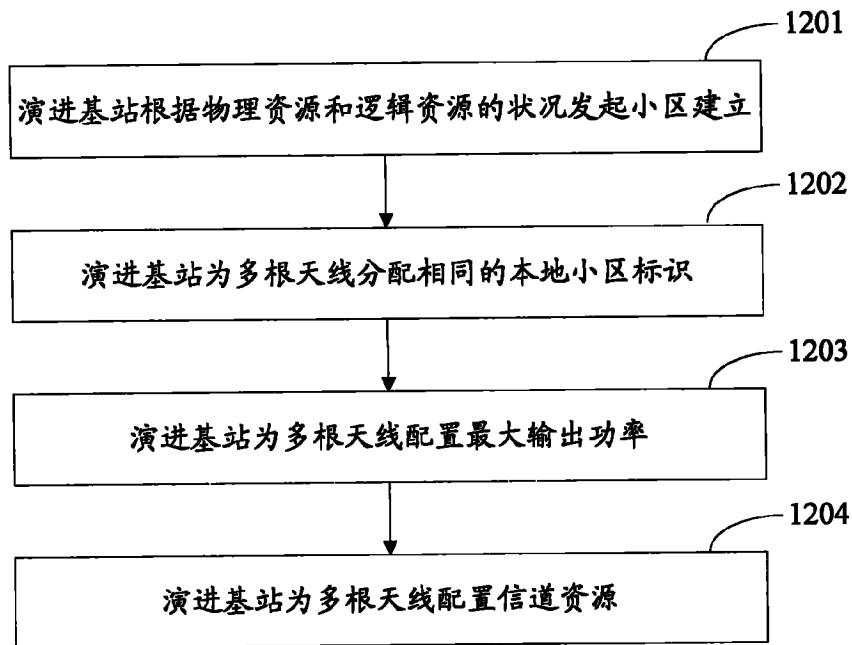 1201
演进基站根据物理资源和逻辑资源的状况发起小区建立
1202
演进基站为多根天线分配相同的本地小区标识
1203
演进基站为多根天线配置最大输出功率
1204
演进基站为多根天线配置信道资源